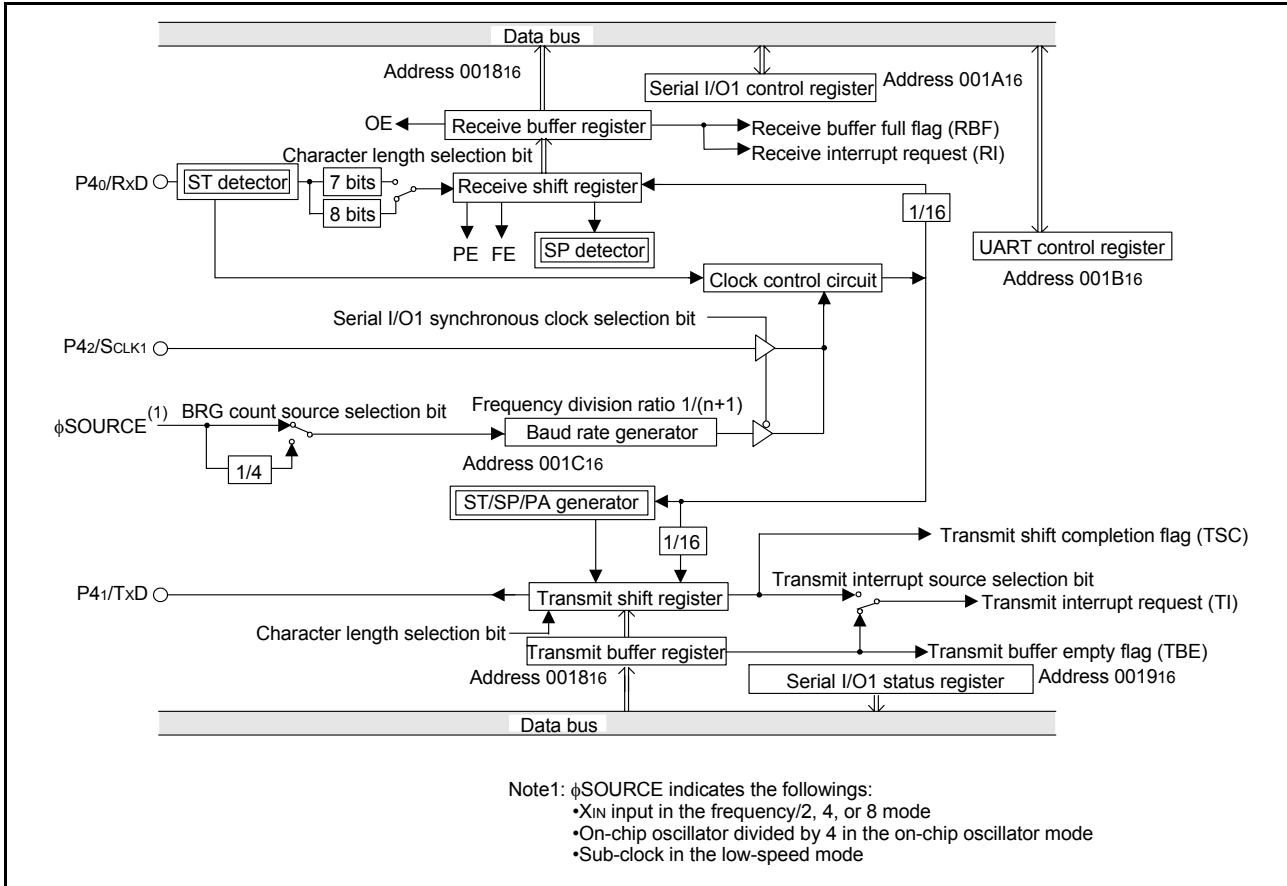 Data bus
Address 001816
Serial I/O1 control register
Address 001A16
OE
Receive buffer register
Receive buffer full flag (RBF)
Receive interrupt request (RI)
Character length selection bit
P40/RxD
ST detector
7 bits
8 bits
Receive shift register
1/16
PE
FE
SP detector
UART control register
Address 001B16
Clock control circuit
Serial I/O1 synchronous clock selection bit
P42/SCLK1
BRG count source selection bit
Frequency division ratio 1/(n+1)
ϕSOURCE(1)
Baud rate generator
1/4
Address 001C16
ST/SP/PA generator
1/16
Transmit shift completion flag (TSC)
Transmit interrupt source selection bit
P41/TxD
Transmit shift register
Transmit interrupt request (TI)
Character length selection bit
Transmit buffer register
Transmit buffer empty flag (TBE)
Address 001816
Serial I/O1 status register
Address 001916
Data bus
Note1: ϕSOURCE indicates the followings:
•XIN input in the frequency/2, 4, or 8 mode
•On-chip oscillator divided by 4 in the on-chip oscillator mode
•Sub-clock in the low-speed mode